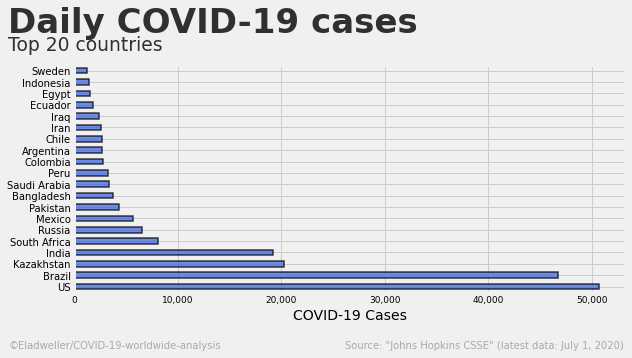 Daily COVID-19 cases
Top 20 countries
Sweden
Indonesia
Egypt
Ecuador
Iraq
Iran
Chile
Argentina
Colombia
Peru
Saudi Arabia
Bangladesh
Pakistan
Mexico
Russia
South Africa
India
Kazakhstan
Brazil
US
0 10,000 20,000 30,000 40,000 50,000
COVID-19 Cases
©Eladweller/COVID-19-worldwide-analysis Source: "Johns Hopkins CSSE" (latest data: July 1, 2020)